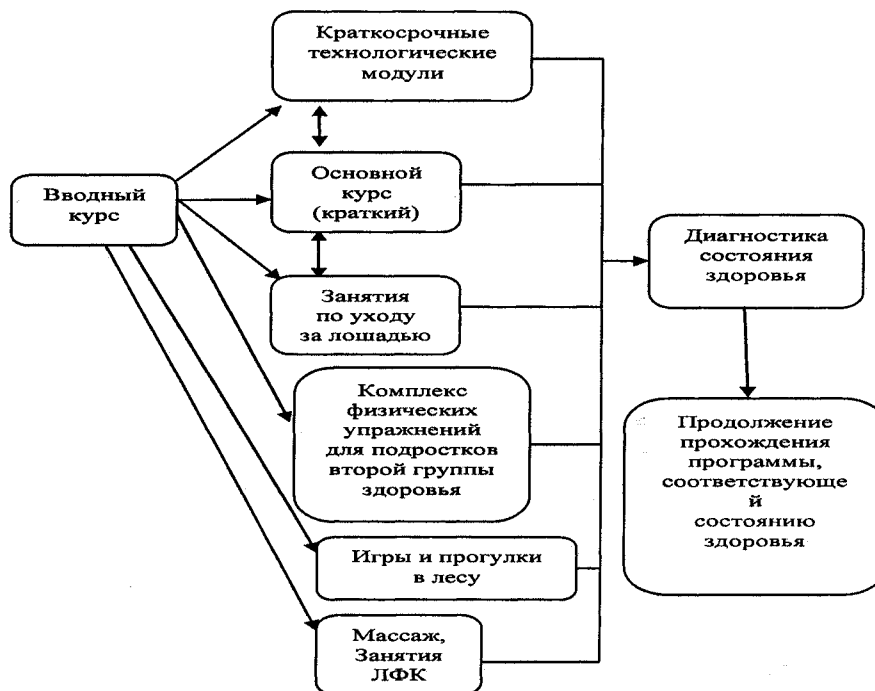 Краткосрочные
технологические
модули
Вводный
курс
Основной
курс
(краткий)
Занятия
по уходу
за лошадью
Комплекс
физических
упражнений
для подростков
второй группы
здоровья
Игры и прогулки
в лесу
Массаж,
Занятия
ЛФК
Диагностика
состояния
здоровья
Продолжение
прохождения
программы,
соответствующе
й
состоянию
здоровья